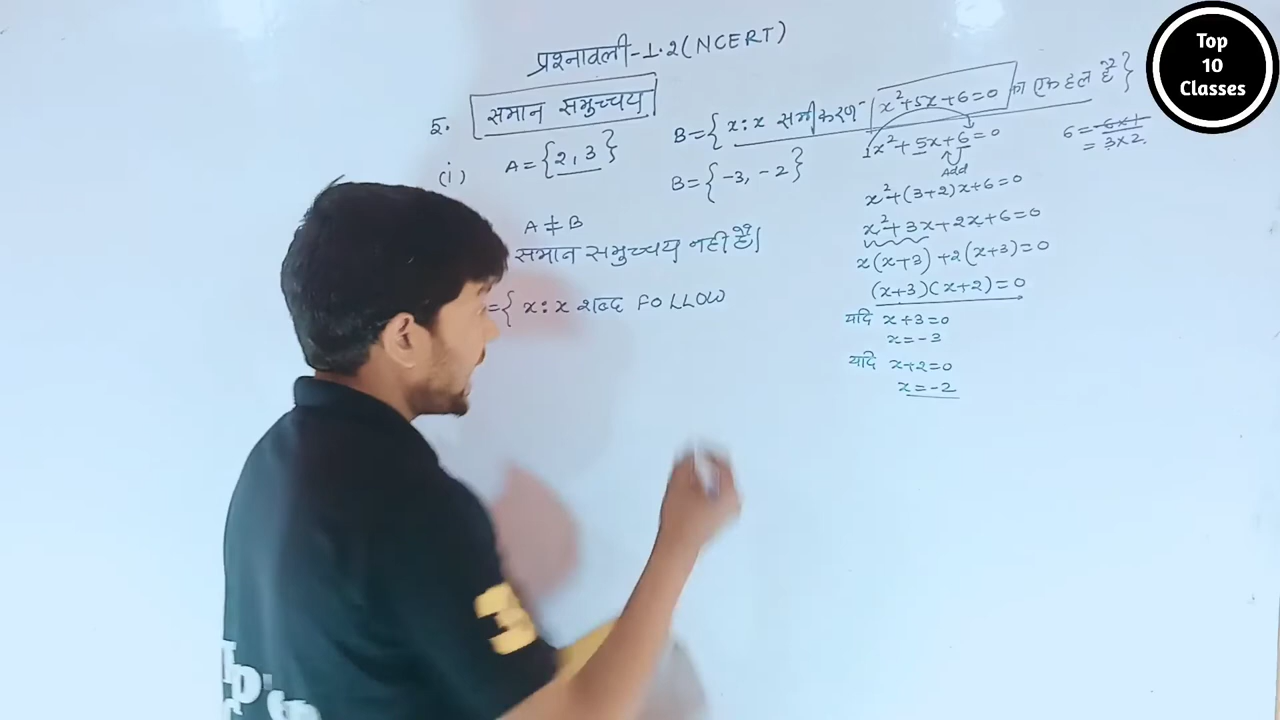 Top
10
Classes
प्रश्नावली-1.2(NCERT)
5. समान समुच्चय
(i) A={2,3}
B={x:x समीकरण x²+5x+6=0 का एक हल है}
B={-3,-2}
A≠B
समान समुच्चय नहीं है|
={x:x शब्द FOLLOW
1x²+5x+6=0
Add
x²+(3+2)x+6=0
x²+3x+2x+6=0
x(x+3)+2(x+3)=0
(x+3)(x+2)=0
यदि x+3=0
x=-3
यदि x+2=0
x=-2
6=6×1
=3×2
3